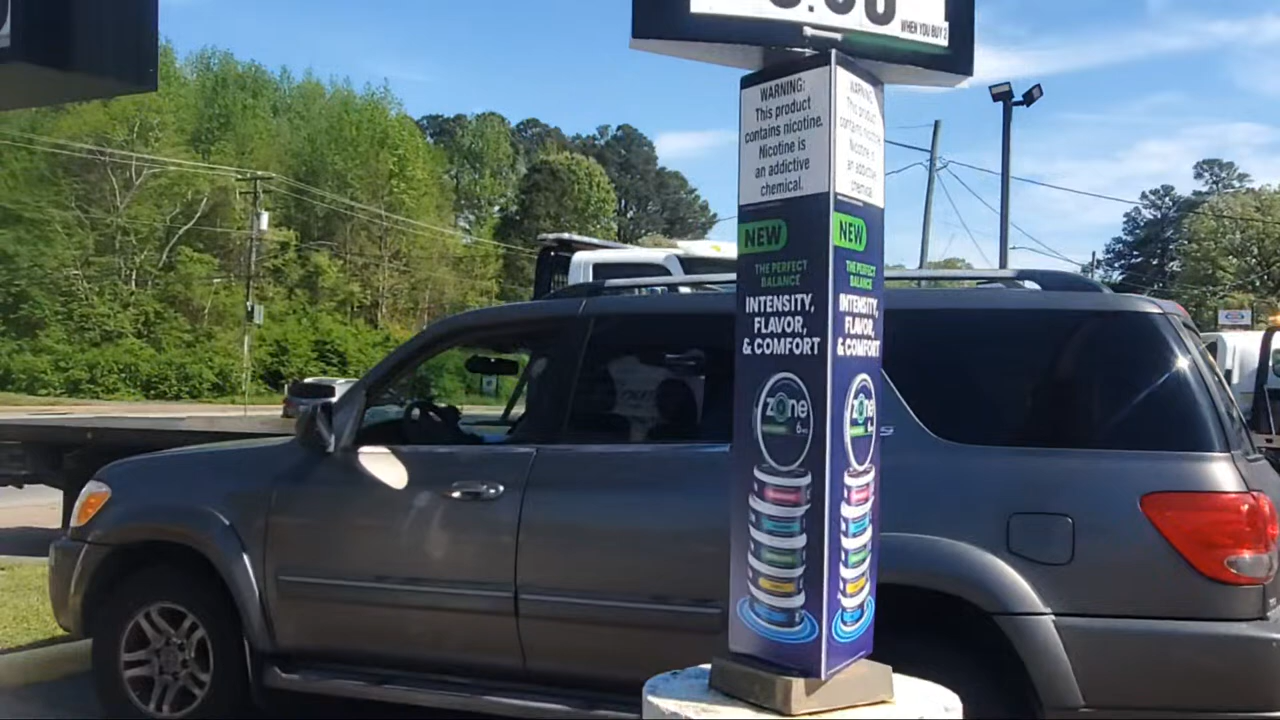 WHEN YOU BUY 2
WARNING:
This product
contains nicotine.
Nicotine is
an addictive
chemical.
NEW
THE PERFECT
BALANCE
INTENSITY,
FLAVOR,
& COMFORT
zone
6 MG
WARNING:
This product
contains nicotine.
Nicotine is
an addictive
chemical.
NEW
THE PERFECT
BALANCE
INTENSITY,
FLAVOR,
& COMFORT
zone